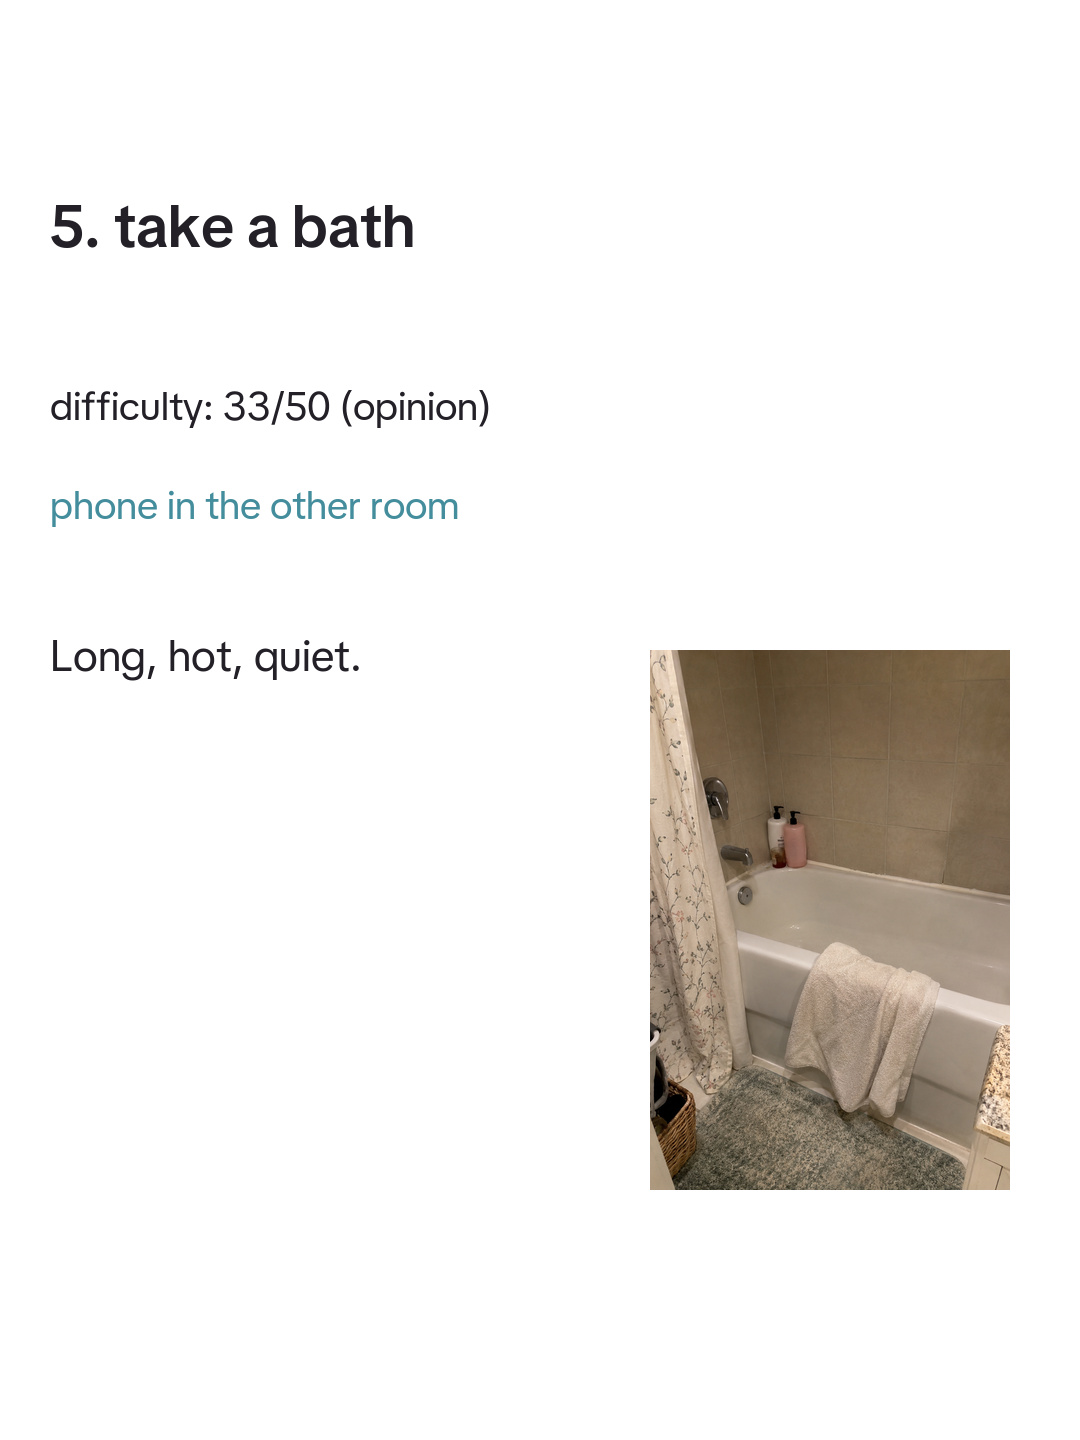 5. take a bath
difficulty: 33/50 (opinion)
phone in the other room
Long, hot, quiet.